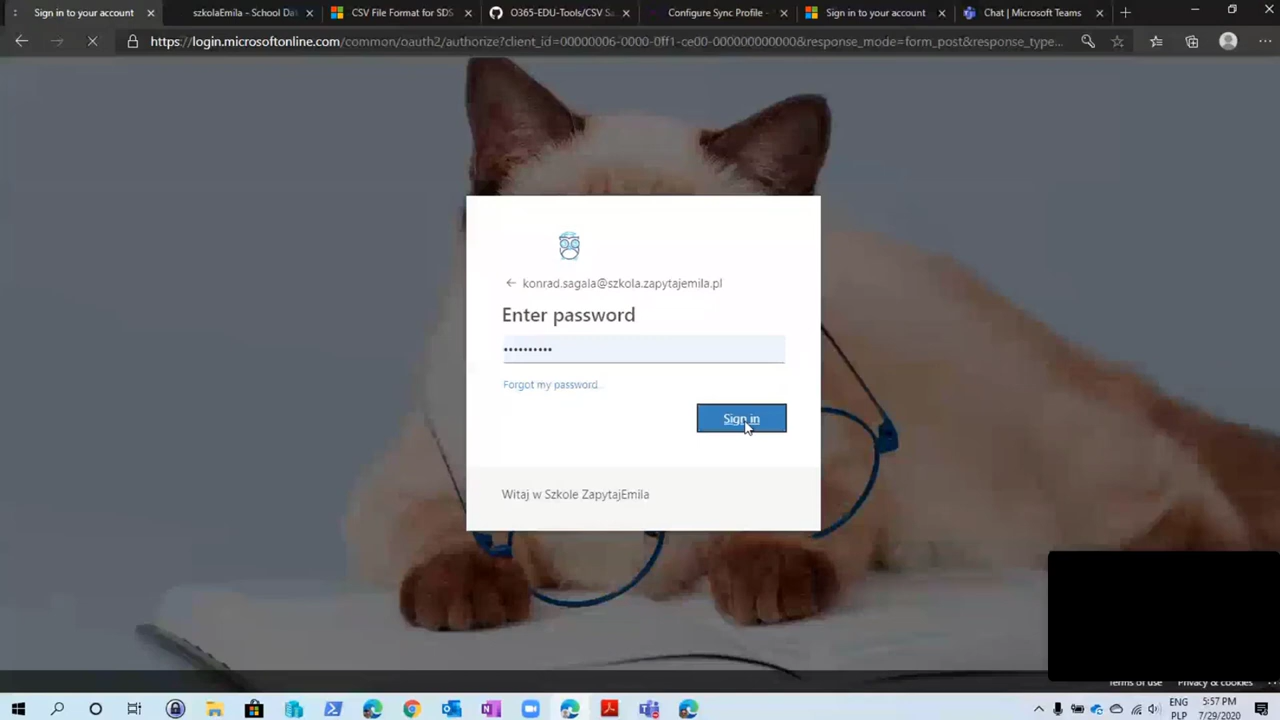 Sign in to your account
szkolaEmila - School Dat
CSV File Format for SDS
O365-EDU-Tools/CSV Sa
Configure Sync Profile -
Sign in to your account
Chat | Microsoft Teams
https://login.microsoftonline.com/common/oauth2/authorize?client_id=00000006-0000-0ff1-ce00-000000000000&response_mode=form_post&response_type...
konrad.sagala@szkola.zapytajemila.pl
Enter password
Forgot my password
Sign in
Witaj w Szkole ZapytajEmila
Terms of use
Privacy & cookies
ENG
PLP
5:57 PM
7/29/2020